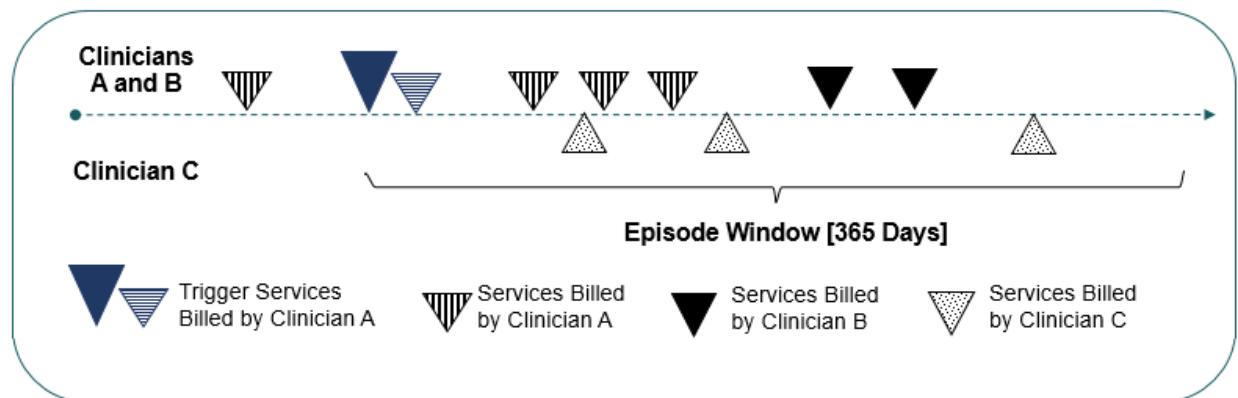 Clinicians
A and B
Clinician C
Episode Window [365 Days]
Trigger Services
Billed by Clinician A
Services Billed
by Clinician A
Services Billed
by Clinician B
Services Billed
by Clinician C